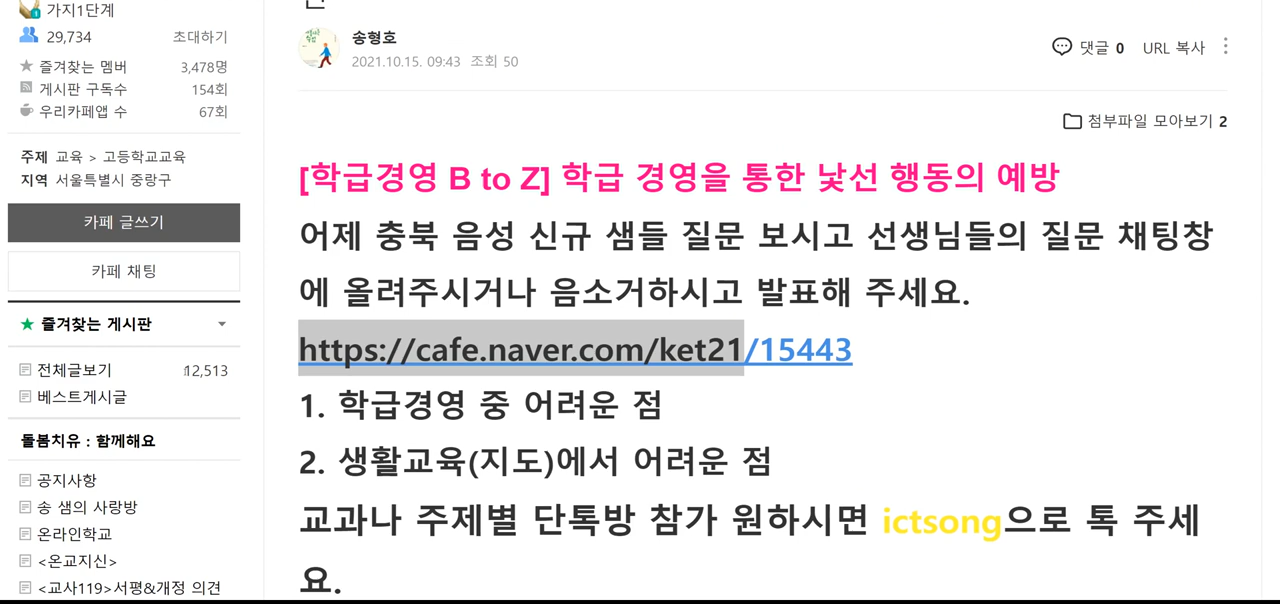 가지1단계
29,734 초대하기
즐겨찾는 멤버 3,478명
게시판 구독수 154회
우리카페앱 수 67회
주제 교육 > 고등학교교육
지역 서울특별시 중랑구
카페 글쓰기
카페 채팅
즐겨찾는 게시판
전체글보기 12,513
베스트게시글
돌봄치유 : 함께해요
공지사항
송 샘의 사랑방
온라인학교
<온교지신>
<교사119>서평&개정 의견
송형호
2021.10.15. 09:43 조회 50
댓글 0 URL 복사
첨부파일 모아보기 2
[학급경영 B to Z] 학급 경영을 통한 낯선 행동의 예방
어제 충북 음성 신규 샘들 질문 보시고 선생님들의 질문 채팅창
에 올려주시거나 음소거하시고 발표해 주세요.
https://cafe.naver.com/ket21/15443
1. 학급경영 중 어려운 점
2. 생활교육(지도)에서 어려운 점
교과나 주제별 단톡방 참가 원하시면 ictsong으로 톡 주세
요.